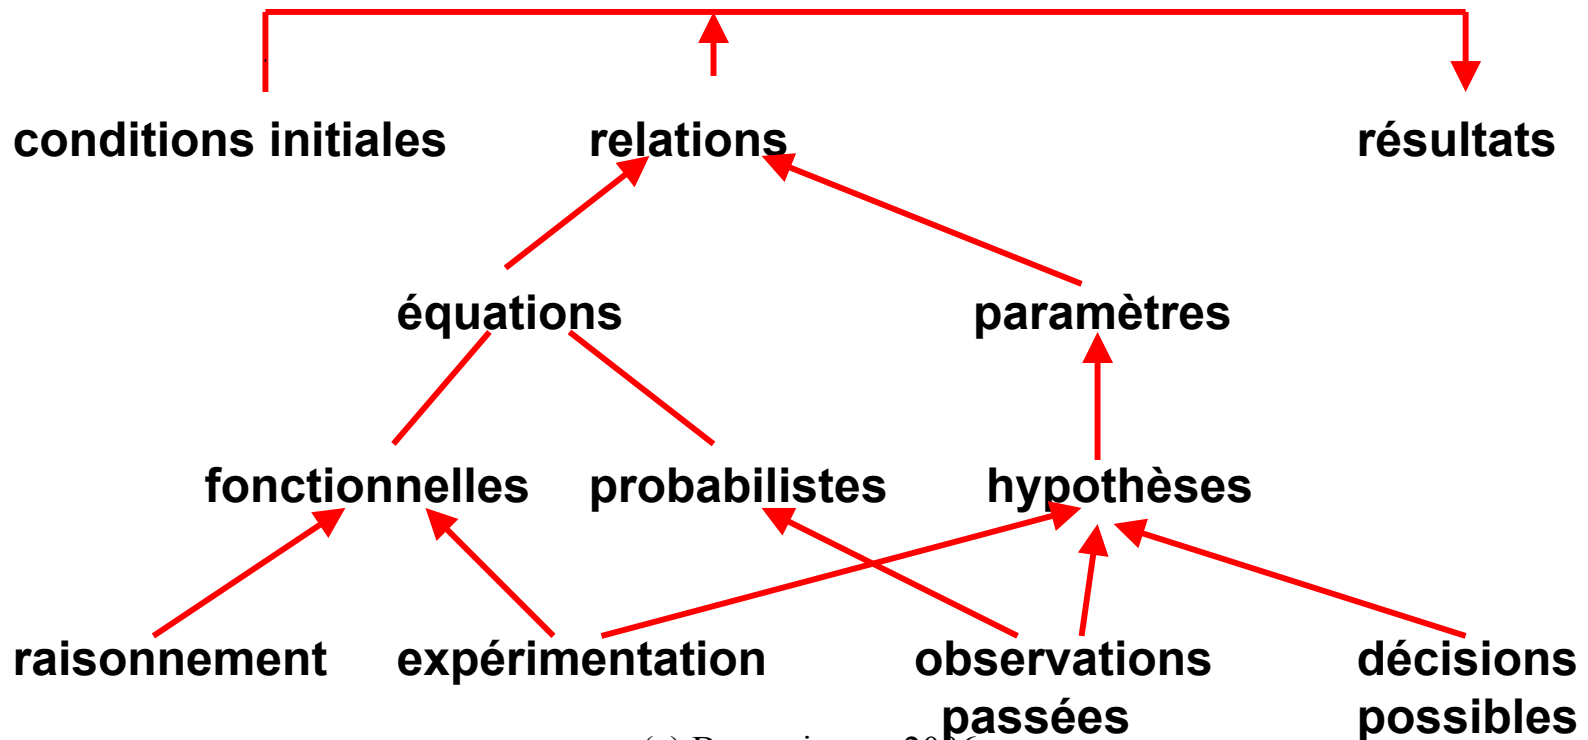 conditions initiales relations résultats
équations paramètres
fonctionnelles probabilistes hypothèses
raisonnement expérimentation observations décisions
passées possibles